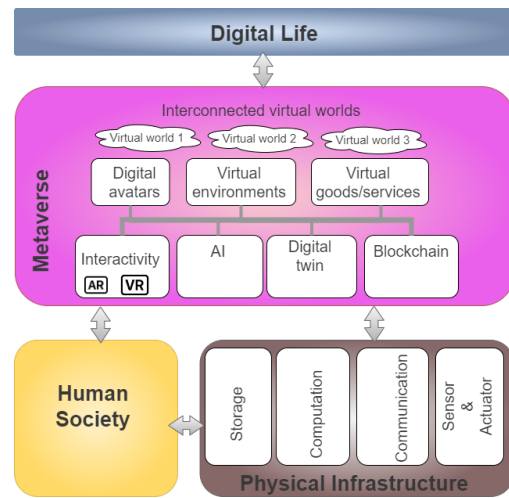 Digital Life
Interconnected virtual worlds
Virtual world 1
Virtual world 2
Virtual world 3
Metaverse
Digital
avatars
Virtual
environments
Virtual
goods/services
Interactivity
AR
VR
AI
Digital
twin
Blockchain
Human
Society
Storage
Computation
Communication
Sensor
&
Actuator
Physical Infrastructure